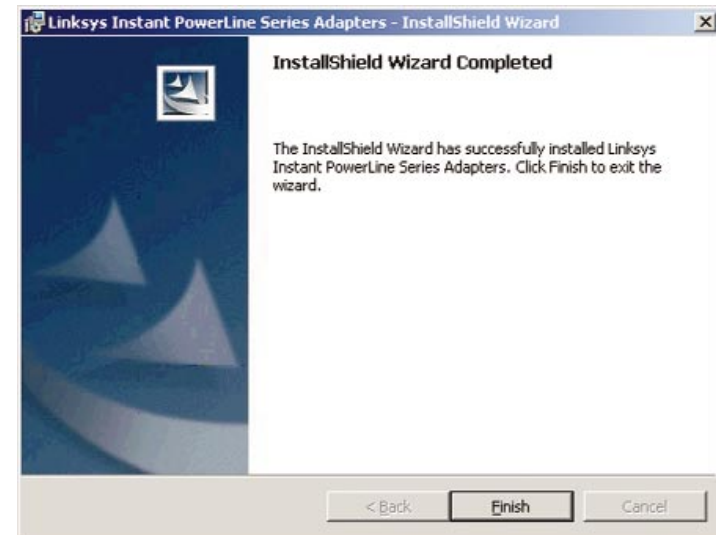 Linksys Instant PowerLine Series Adapters - InstallShield Wizard
InstallShield Wizard Completed
The InstallShield Wizard has successfully installed Linksys
Instant PowerLine Series Adapters. Click Finish to exit the
wizard.
< Back Finish Cancel